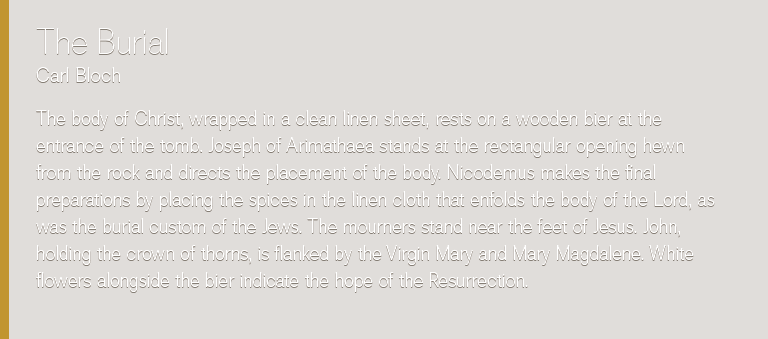 The Burial
Carl Bloch
The body of Christ, wrapped in a clean linen sheet, rests on a wooden bier at the
entrance of the tomb. Joseph of Arimathaea stands at the rectangular opening hewn
from the rock and directs the placement of the body. Nicodemus makes the final
preparations by placing the spices in the linen cloth that enfolds the body of the Lord, as
was the burial custom of the Jews. The mourners stand near the feet of Jesus. John,
holding the crown of thorns, is flanked by the Virgin Mary and Mary Magdalene. White
flowers alongside the bier indicate the hope of the Resurrection.